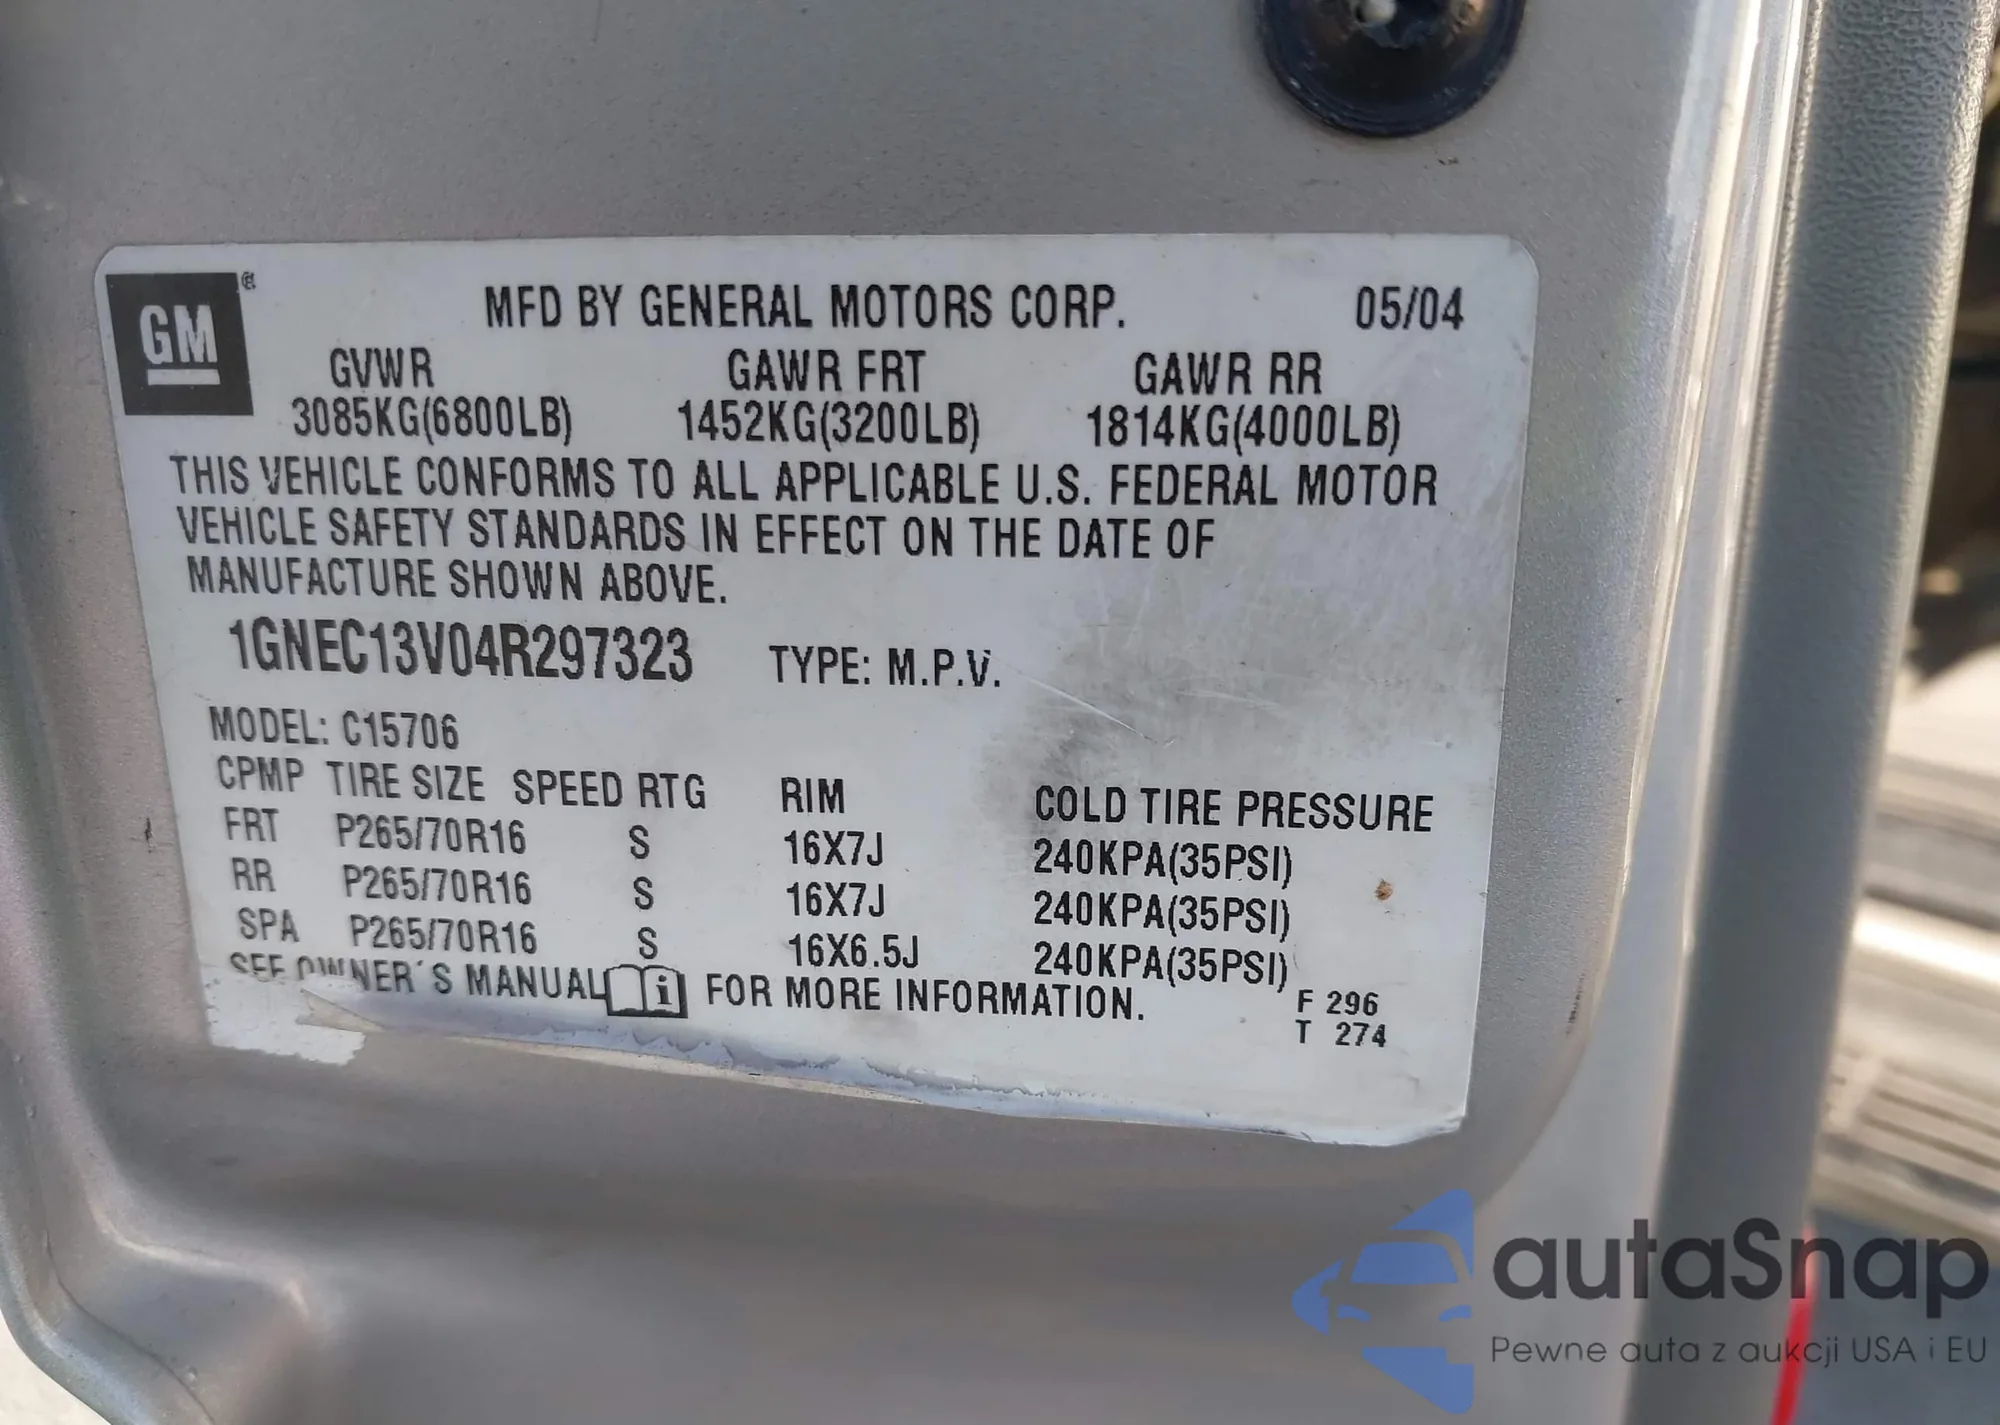 GM
MFD BY GENERAL MOTORS CORP. 05/04
GVWR GAWR FRT GAWR RR
3085KG(6800LB) 1452KG(3200LB) 1814KG(4000LB)
THIS VEHICLE CONFORMS TO ALL APPLICABLE U.S. FEDERAL MOTOR
VEHICLE SAFETY STANDARDS IN EFFECT ON THE DATE OF
MANUFACTURE SHOWN ABOVE.
1GNEC13V04R297323 TYPE: M.P.V.
MODEL: C15706
CPMP TIRE SIZE SPEED RTG RIM COLD TIRE PRESSURE
FRT P265/70R16 S 16X7J 240KPA(35PSI)
RR P265/70R16 S 16X7J 240KPA(35PSI)
SPA P265/70R16 S 16X6.5J 240KPA(35PSI)
SEE OWNER'S MANUAL i FOR MORE INFORMATION.
F 296
T 274
autaSnap
Pewne auta z aukcji USA i EU